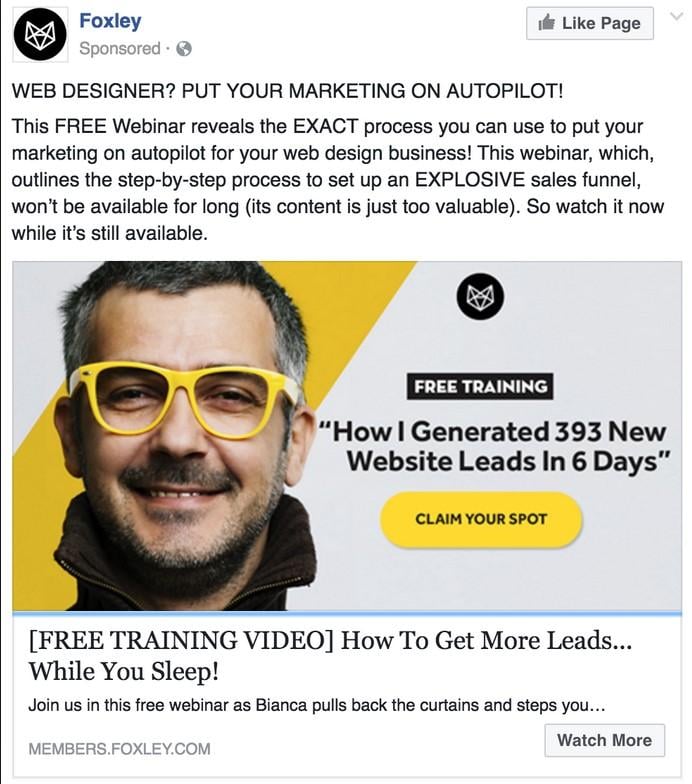 Foxley
Like Page
Sponsored ·
WEB DESIGNER? PUT YOUR MARKETING ON AUTOPILOT!
This FREE Webinar reveals the EXACT process you can use to put your
marketing on autopilot for your web design business! This webinar, which,
outlines the step-by-step process to set up an EXPLOSIVE sales funnel,
won’t be available for long (its content is just too valuable). So watch it now
while it’s still available.
FREE TRAINING
“How I Generated 393 New
Website Leads In 6 Days”
CLAIM YOUR SPOT
[FREE TRAINING VIDEO] How To Get More Leads...
While You Sleep!
Join us in this free webinar as Bianca pulls back the curtains and steps you...
MEMBERS.FOXLEY.COM
Watch More